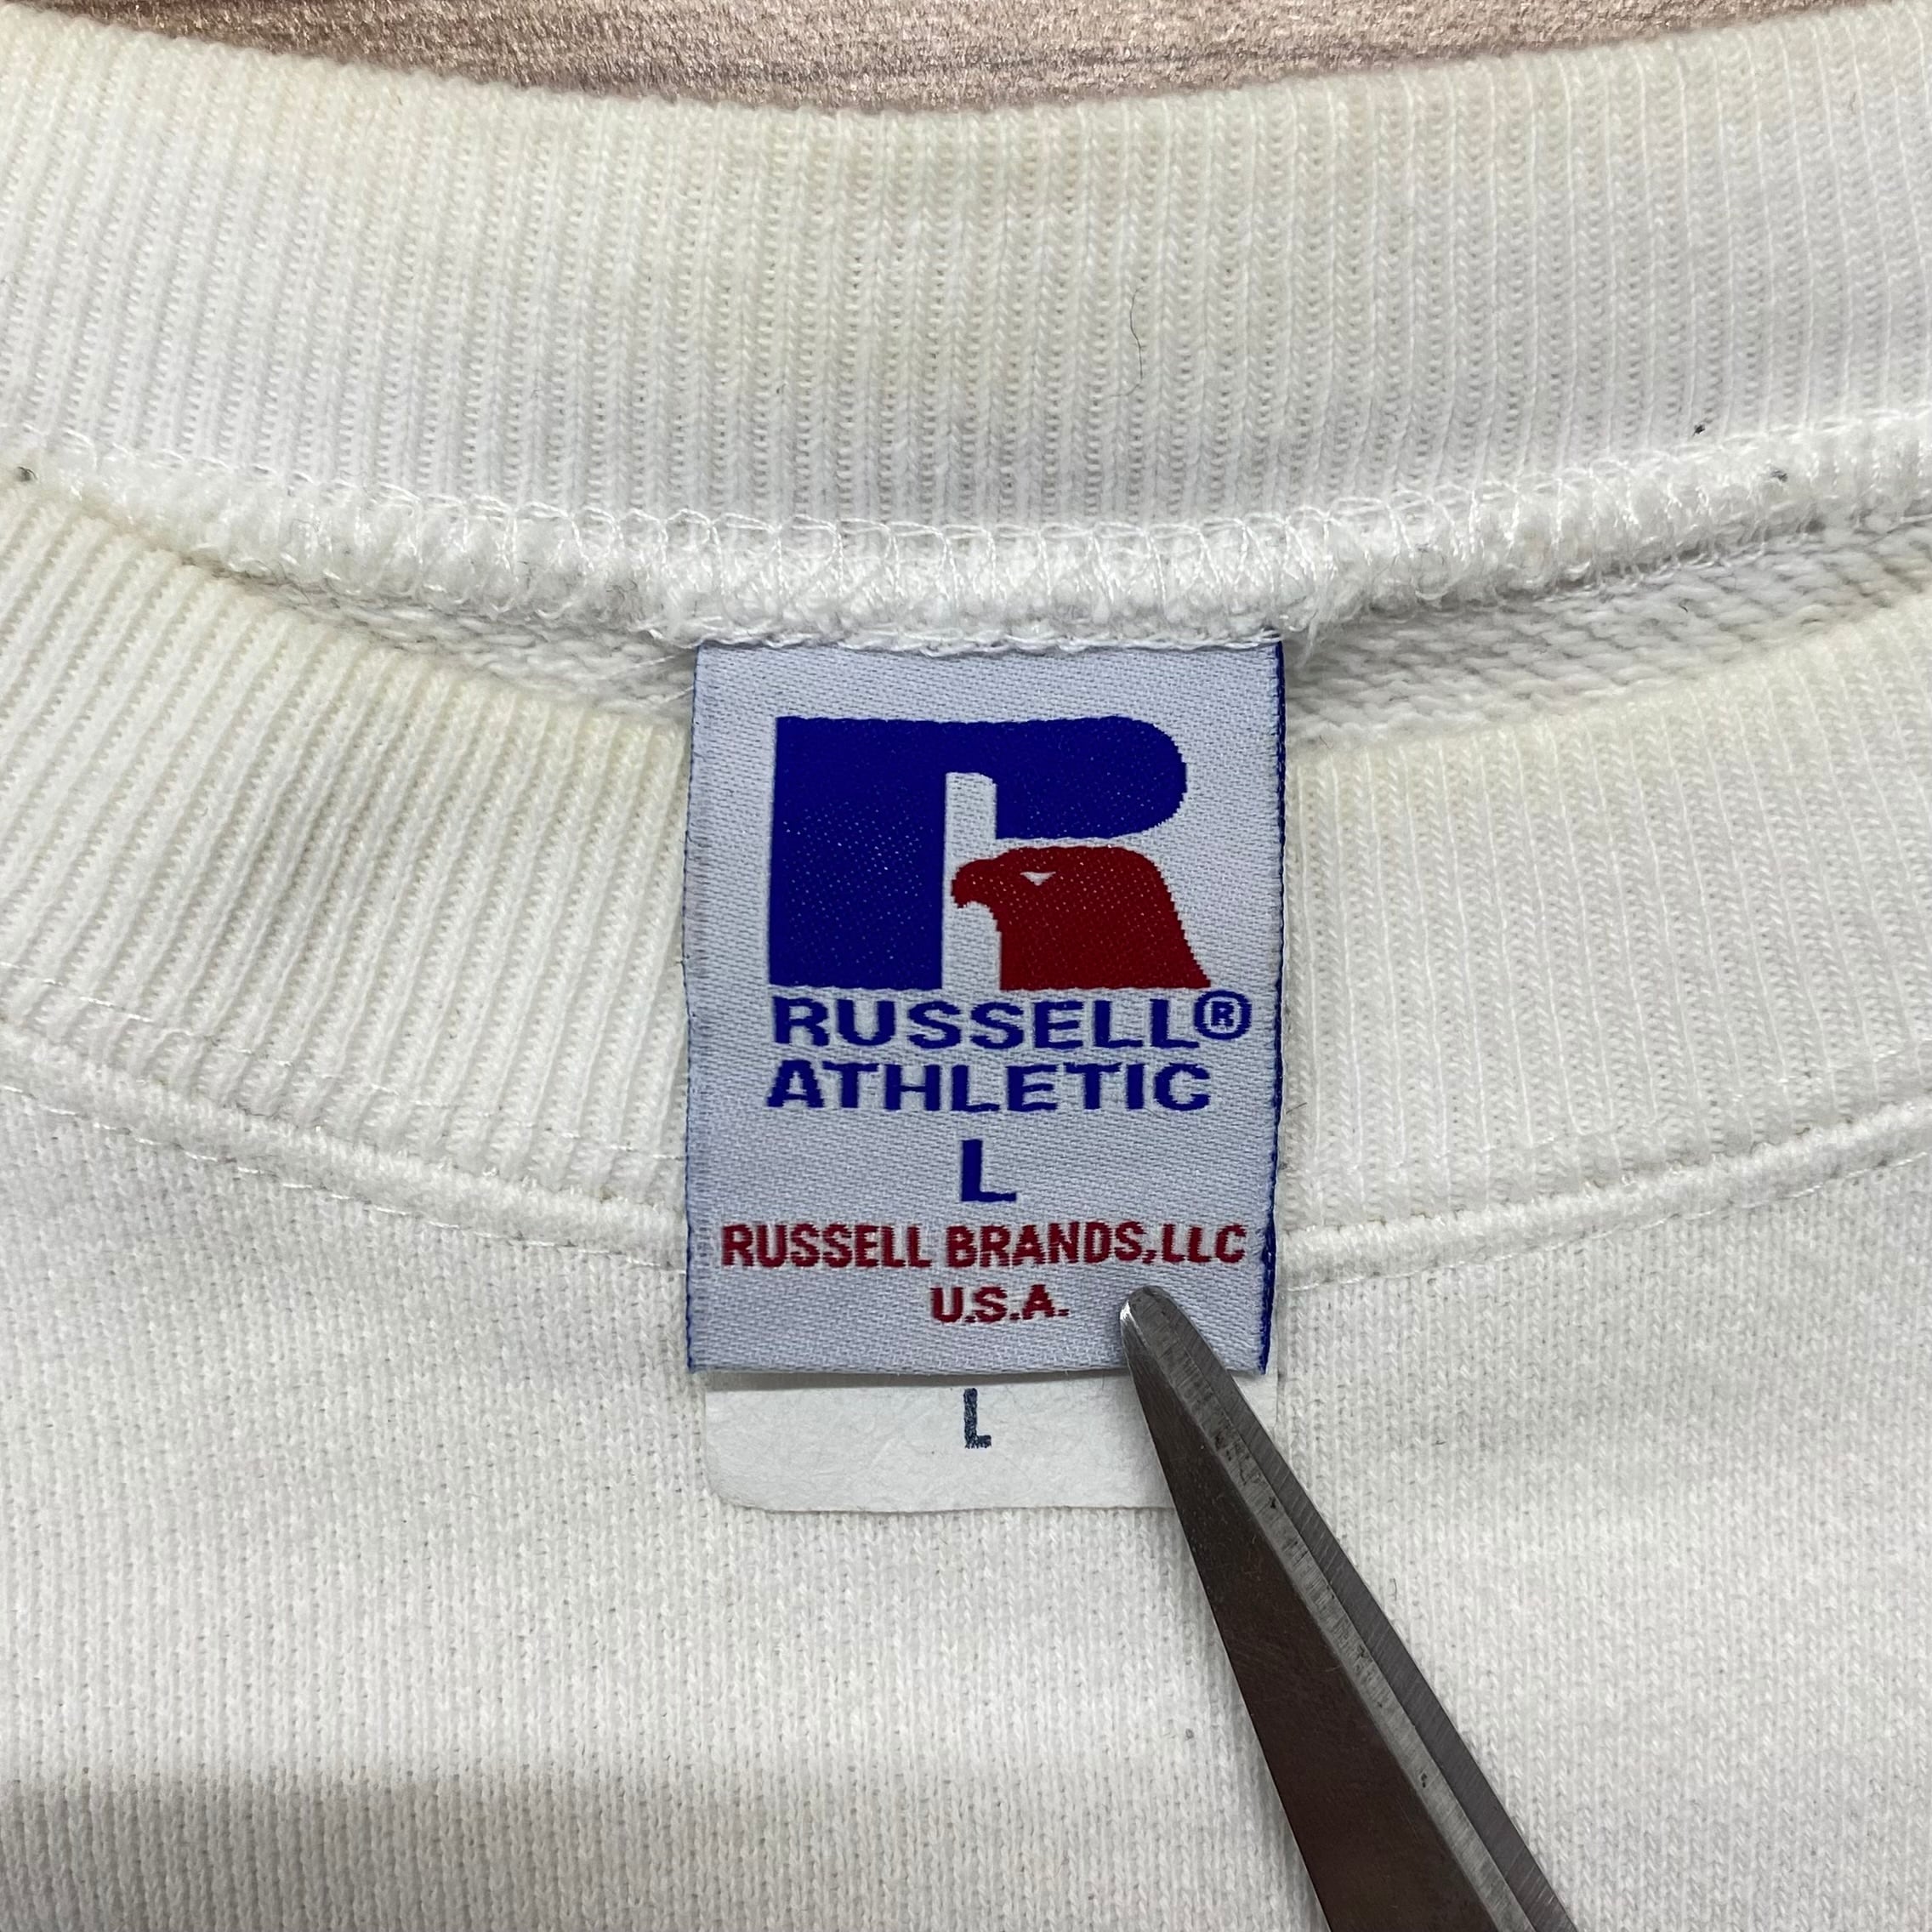 RUSSELL®
ATHLETIC
L
RUSSELL BRANDS,LLC
U.S.A.
L